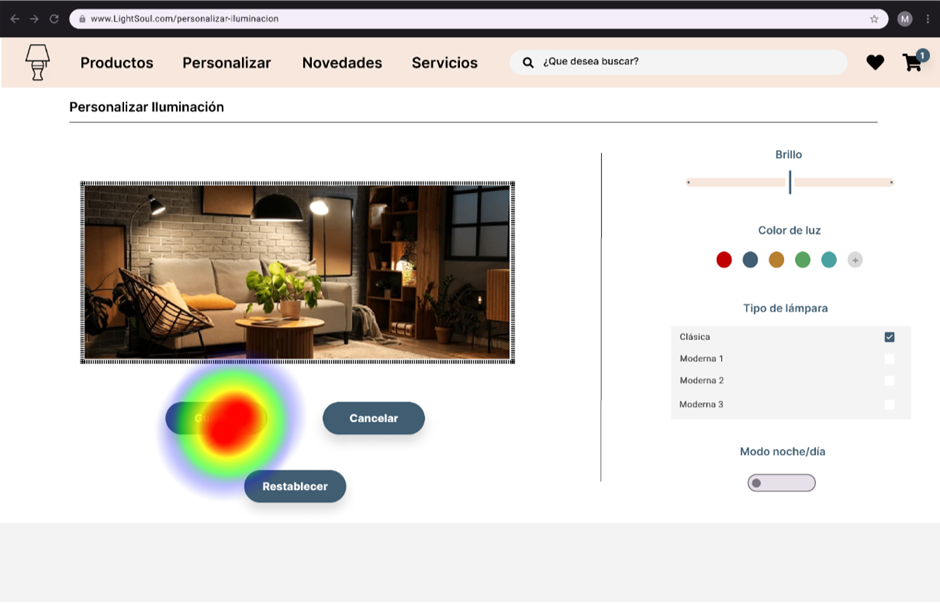 www.LightSoul.com/personalizar-iluminacion
M
Productos Personalizar Novedades Servicios ¿Que desea buscar? 1
Personalizar Iluminación
Brillo
Color de luz
+
Tipo de lámpara
Clásica
Moderna 1
Moderna 2
Moderna 3
Cancelar
Modo noche/día
Restablecer